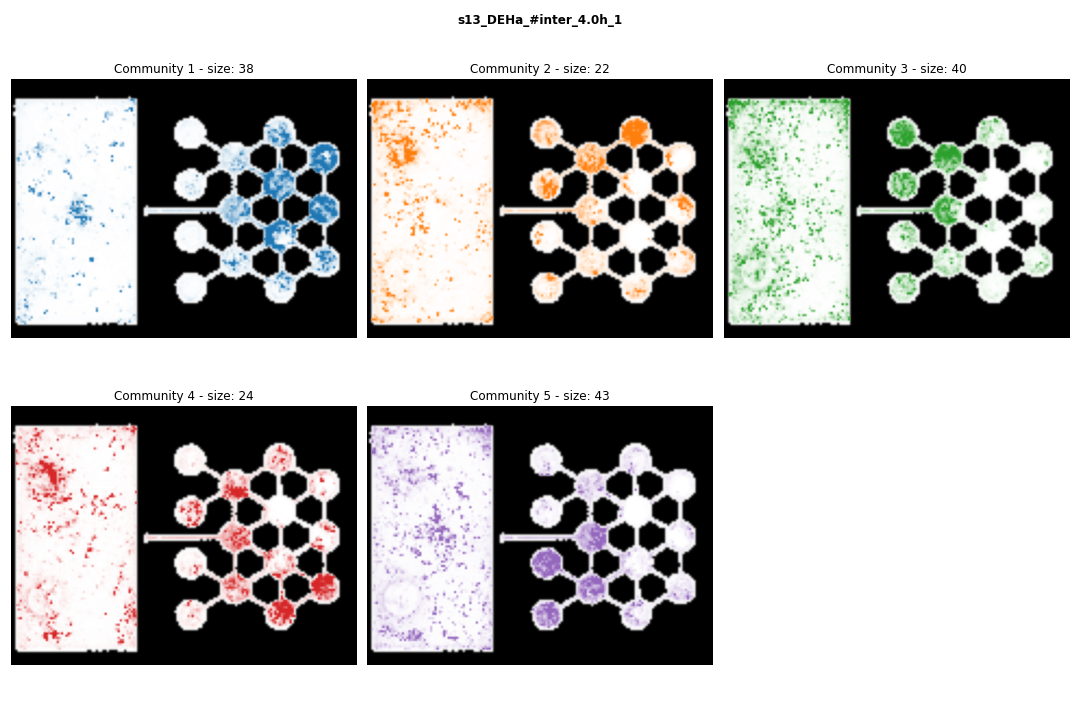 s13_DEHa_#inter_4.0h_1
Community 1 - size: 38
Community 2 - size: 22
Community 3 - size: 40
Community 4 - size: 24
Community 5 - size: 43